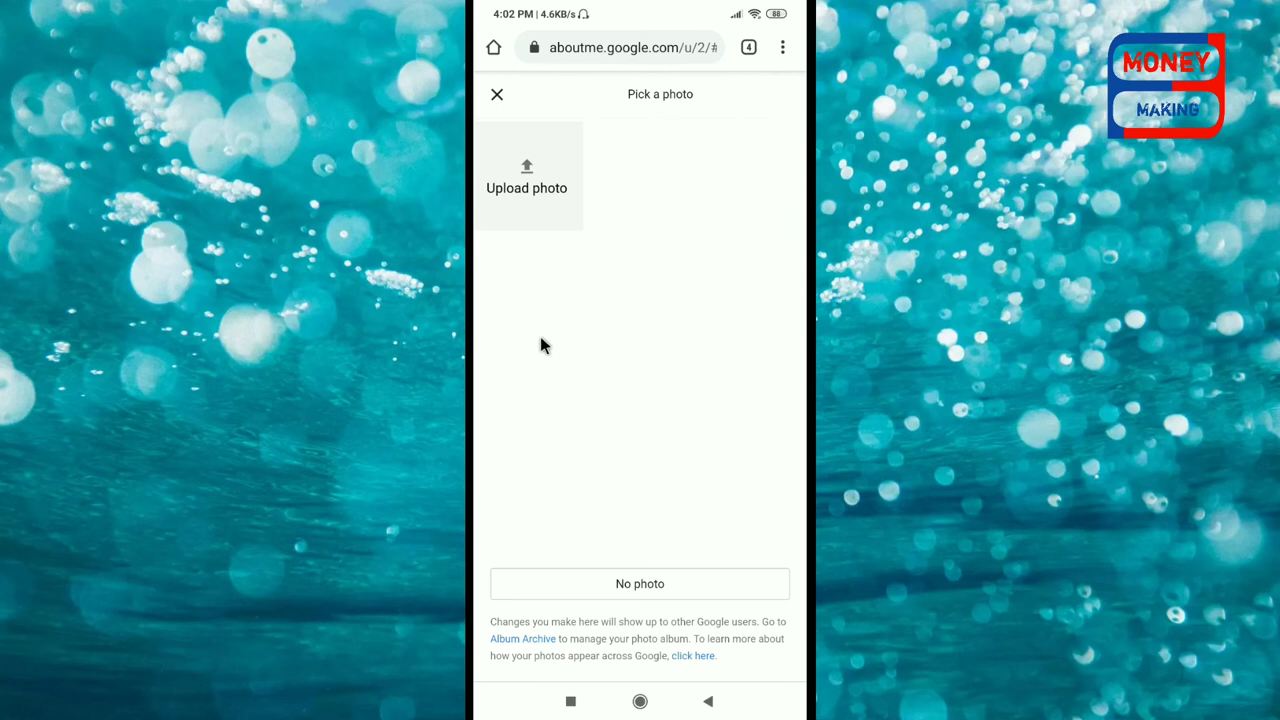 4:02 PM | 4.6KB/s
88
aboutme.google.com/u/2/#
4
MONEY
MAKING
Pick a photo
Upload photo
No photo
Changes you make here will show up to other Google users. Go to
Album Archive to manage your photo album. To learn more about
how your photos appear across Google, click here.